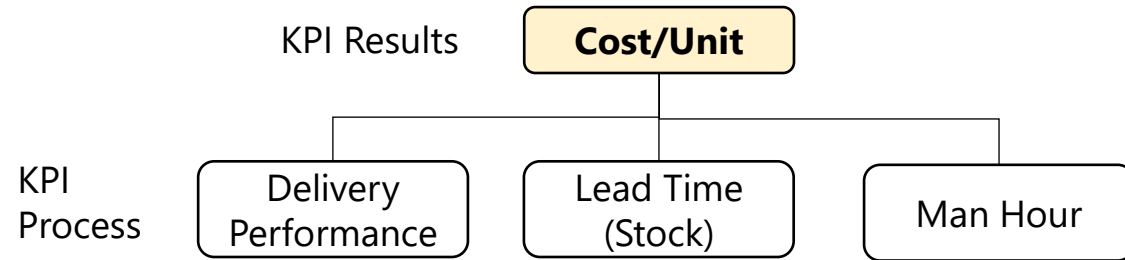 KPI Results
Cost/Unit
KPI
Process
Delivery
Performance
Lead Time
(Stock)
Man Hour